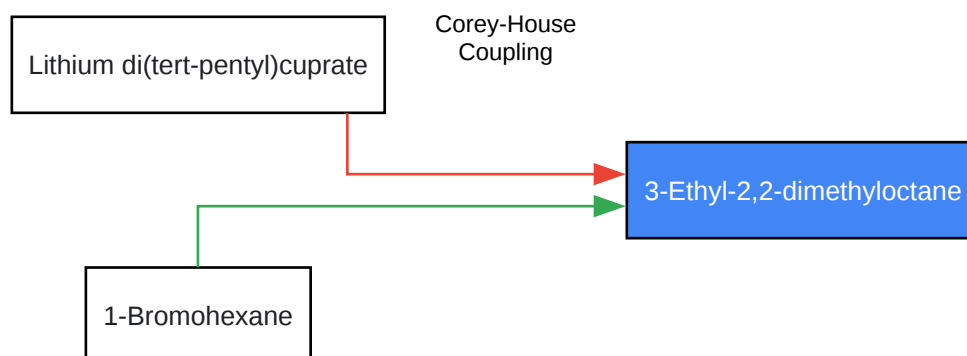 Corey-House
Coupling
Lithium di(tert-pentyl)cuprate
3-Ethyl-2,2-dimethyloctane
1-Bromohexane